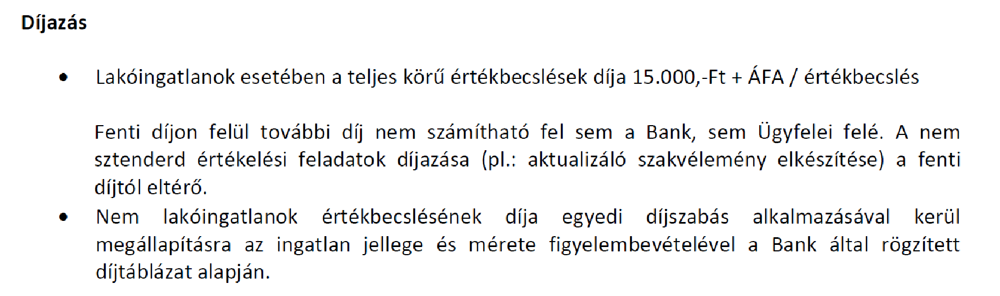 Díjazás
• Lakóingatlanok esetében a teljes körű értékbecslések díja 15.000,-Ft + ÁFA / értékbecslés
Fenti díjon felül további díj nem számítható fel sem a Bank, sem Ügyfelei felé. A nem
sztenderd értékelési feladatok díjazása (pl.: aktualizáló szakvélemény elkészítése) a fenti
díjtól eltérő.
• Nem lakóingatlanok értékbecslésének díja egyedi díjszabás alkalmazásával kerül
megállapításra az ingatlan jellege és mérete figyelembevételével a Bank által rögzített
díjtáblázat alapján.